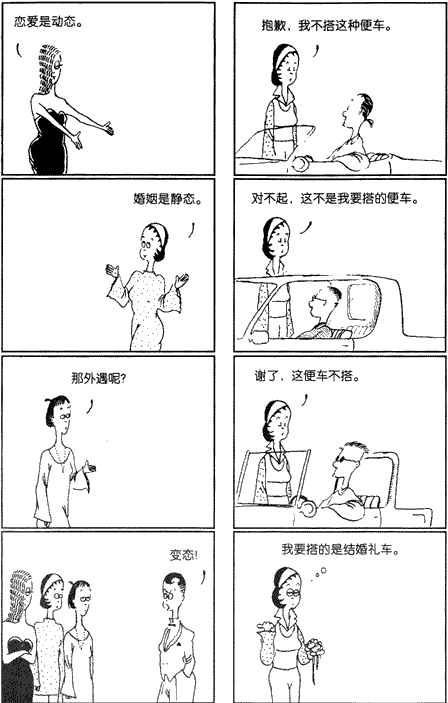 恋爱是动态。
婚姻是静态。
那外遇呢?
变态!
抱歉，我不搭这种便车。
对不起，这不是我要搭的便车。
谢了，这便车不搭。
我要搭的是结婚礼车。